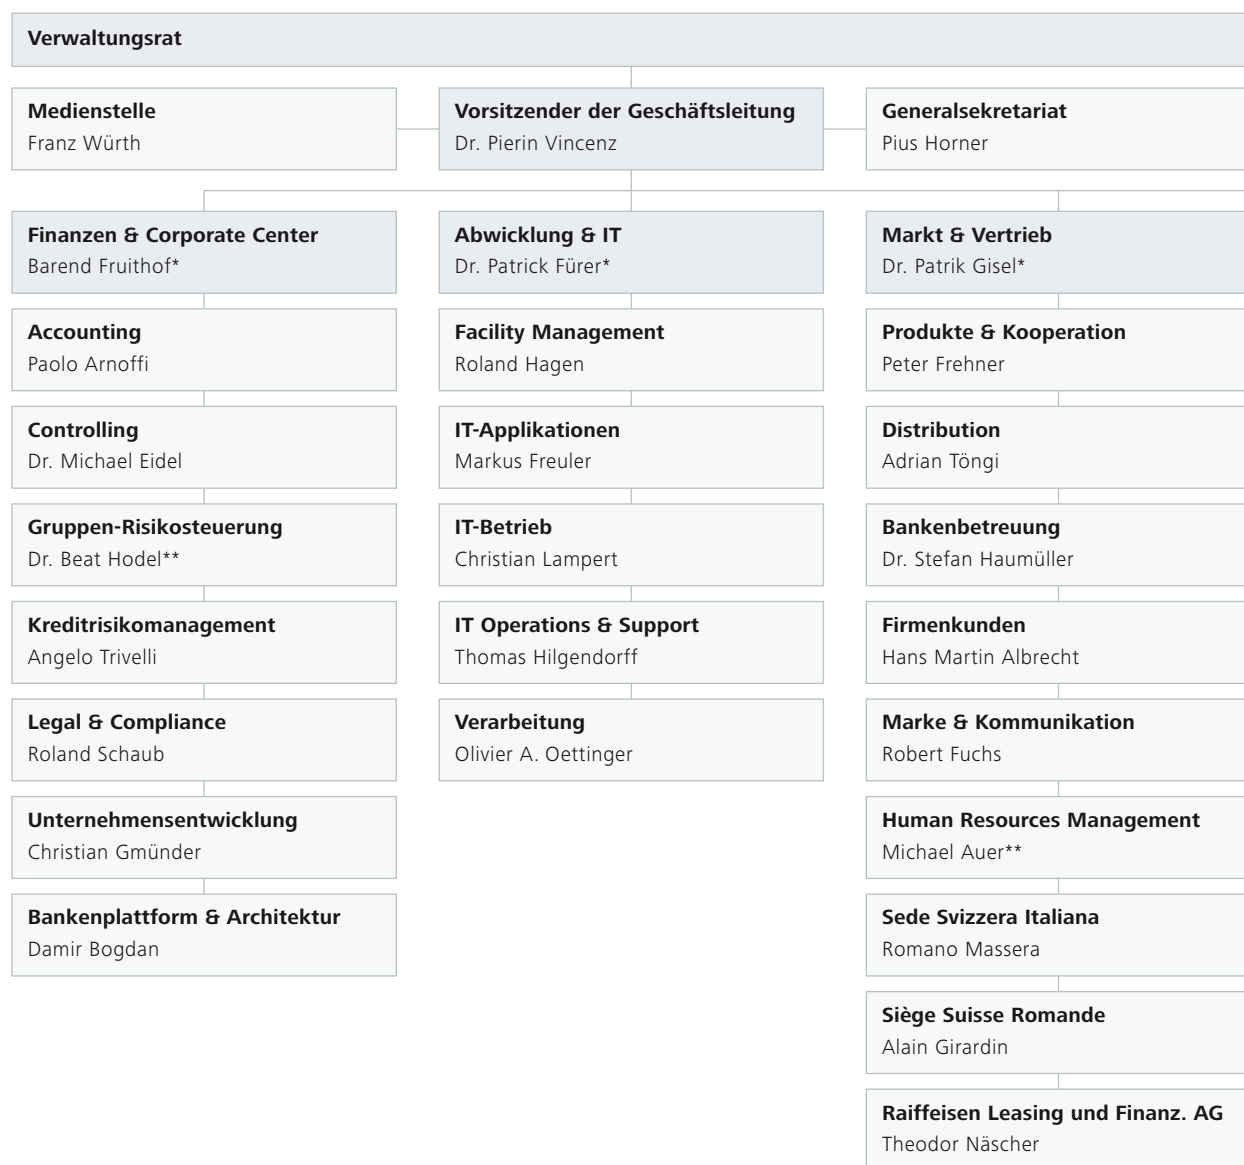 Verwaltungsrat
Medienstelle
Franz Würth
Vorsitzender der Geschäftsleitung
Dr. Pierin Vincenz
Generalsekretariat
Pius Horner
Finanzen & Corporate Center
Barend Fruithof*
Accounting
Paolo Arnoffi
Controlling
Dr. Michael Eidel
Gruppen-Risikosteuerung
Dr. Beat Hodel**
Kreditrisikomanagement
Angelo Trivelli
Legal & Compliance
Roland Schaub
Unternehmensentwicklung
Christian Gmünder
Bankenplattform & Architektur
Damir Bogdan
Abwicklung & IT
Dr. Patrick Fürer*
Facility Management
Roland Hagen
IT-Applikationen
Markus Freuler
IT-Betrieb
Christian Lampert
IT Operations & Support
Thomas Hilgendorff
Verarbeitung
Olivier A. Oettinger
Markt & Vertrieb
Dr. Patrik Gisel*
Produkte & Kooperation
Peter Frehner
Distribution
Adrian Töngi
Bankenbetreuung
Dr. Stefan Haumüller
Firmenkunden
Hans Martin Albrecht
Marke & Kommunikation
Robert Fuchs
Human Resources Management
Michael Auer**
Sede Svizzera Italiana
Romano Massera
Siège Suisse Romande
Alain Girardin
Raiffeisen Leasing und Finanz. AG
Theodor Näscher